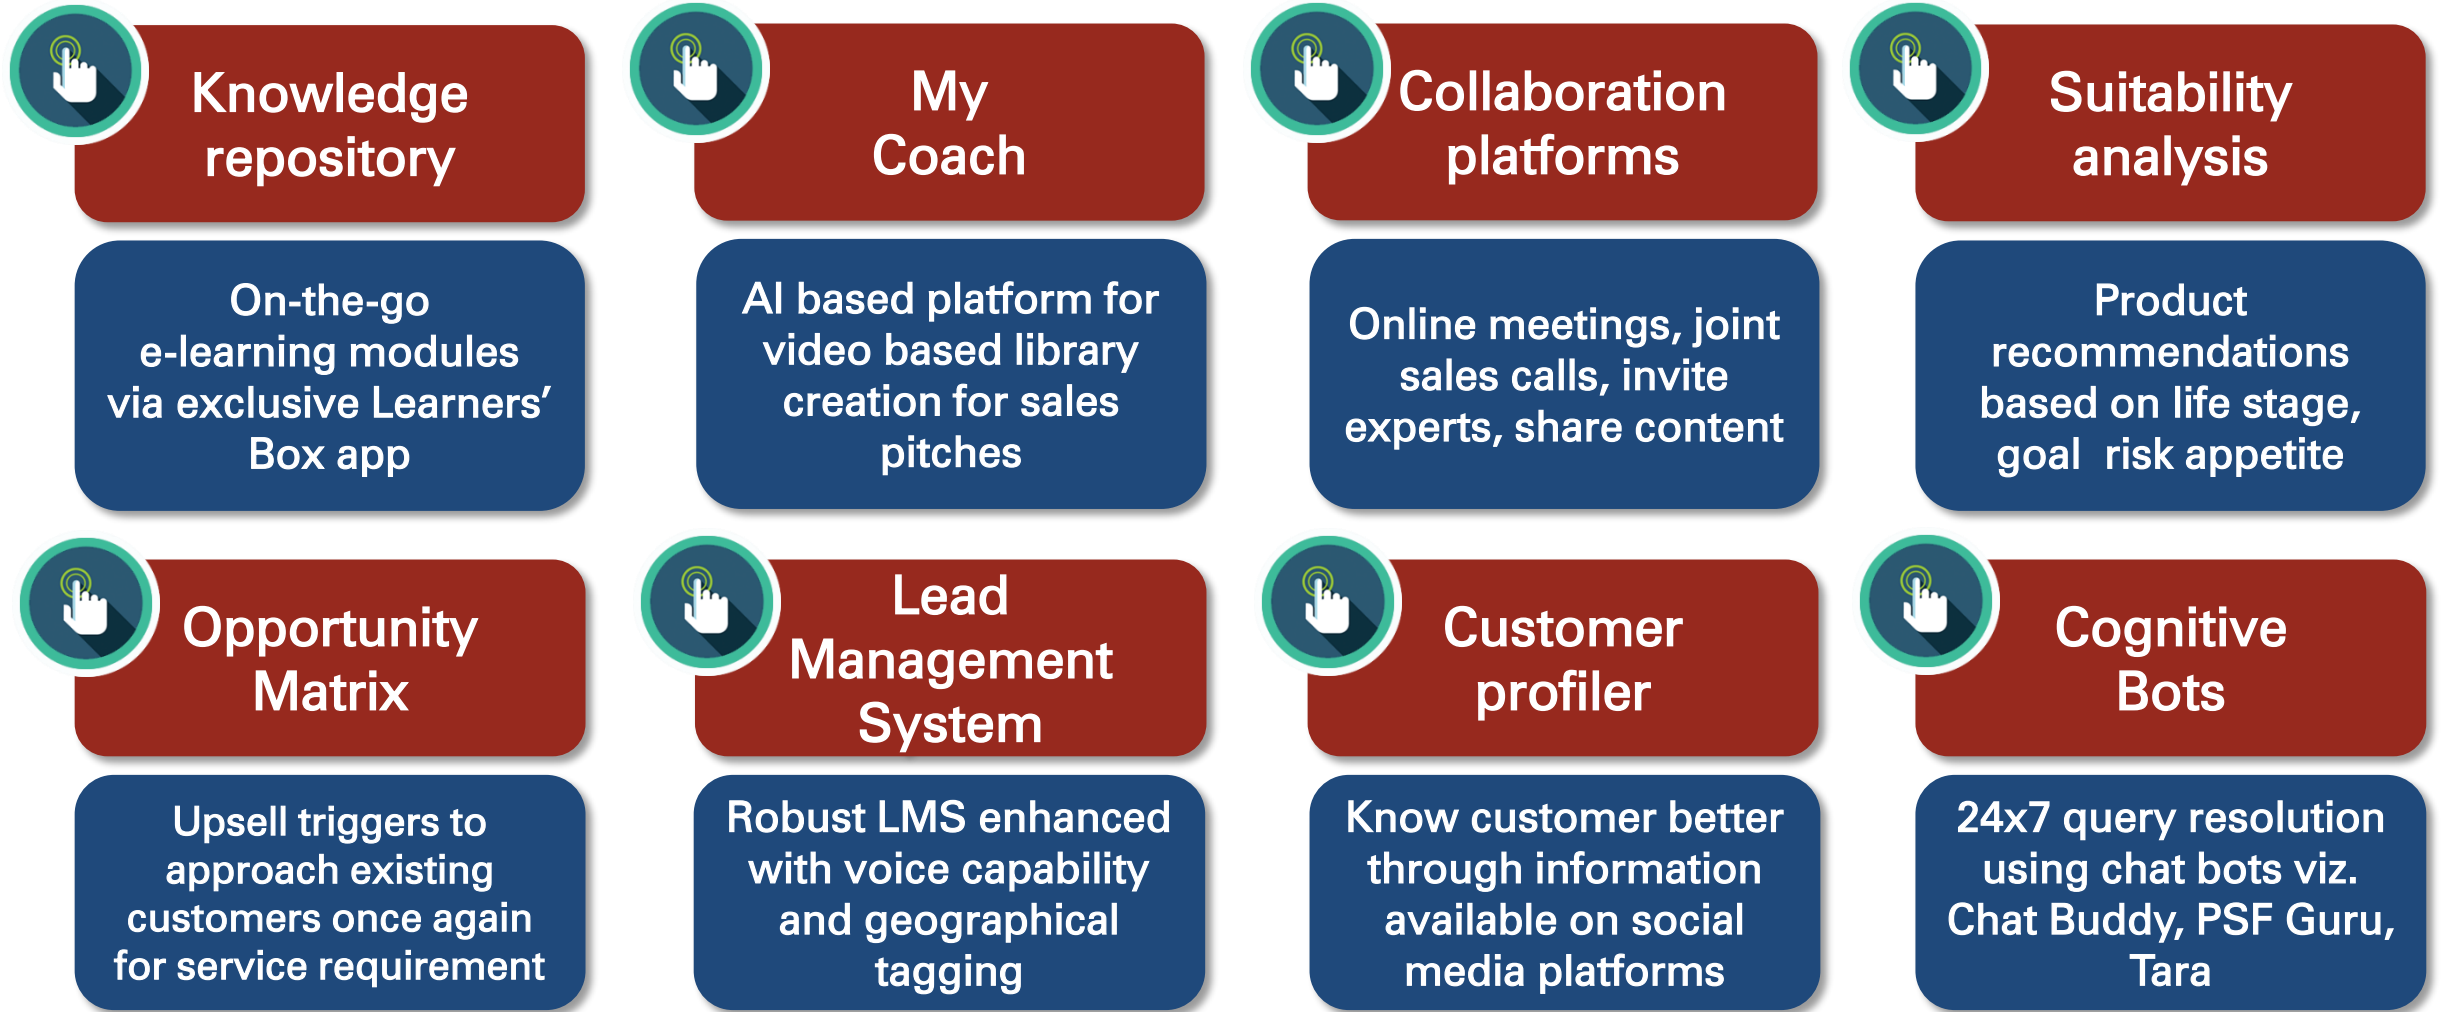 Knowledge
repository
On-the-go
e-learning modules
via exclusive Learners’
Box app
My
Coach
AI based platform for
video based library
creation for sales
pitches
Collaboration
platforms
Online meetings, joint
sales calls, invite
experts, share content
Suitability
analysis
Product
recommendations
based on life stage,
goal  risk appetite
Opportunity
Matrix
Upsell triggers to
approach existing
customers once again
for service requirement
Lead
Management
System
Robust LMS enhanced
with voice capability
and geographical
tagging
Customer
profiler
Know customer better
through information
available on social
media platforms
Cognitive
Bots
24x7 query resolution
using chat bots viz.
Chat Buddy, PSF Guru,
Tara